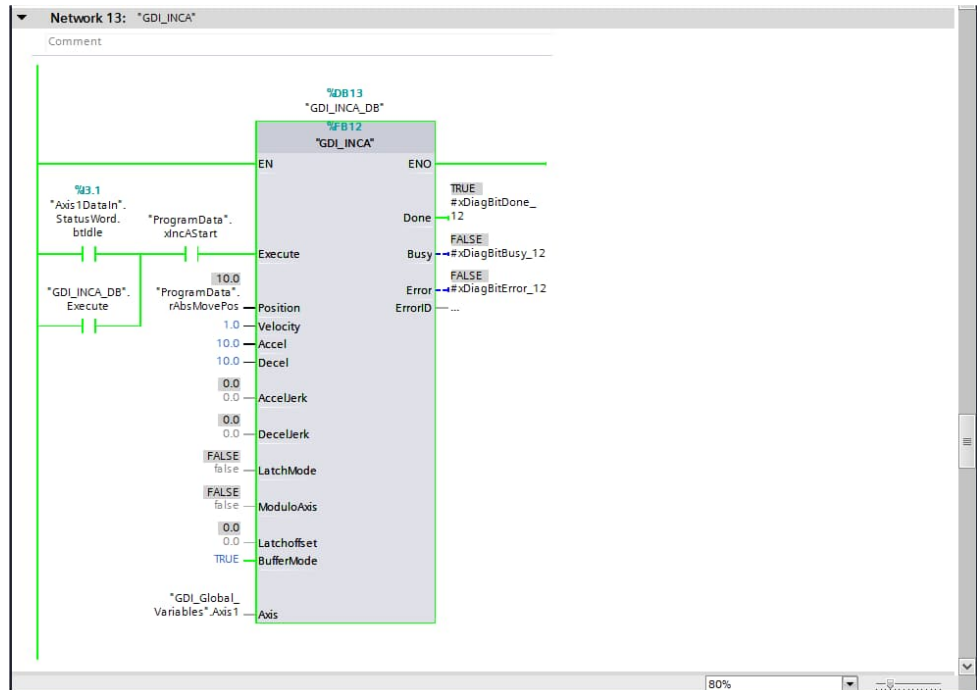 Network 13: "GDI_INCA"
Comment
%DB13
"GDI_INCA_DB"
%FB12
"GDI_INCA"
EN
ENO
%I3.1
"Axis1DataIn".
StatusWord.
btIdle
"ProgramData".
xIncAStart
Execute
"GDI_INCA_DB".
Execute
TRUE
#xDiagBitDone_
12
Done
FALSE
Busy
#xDiagBitBusy_12
FALSE
Error
#xDiagBitError_12
ErrorID
...
10.0
"ProgramData".
rAbsMovePos
Position
1.0
Velocity
10.0
Accel
10.0
Decel
0.0
0.0
AccelJerk
0.0
0.0
DecelJerk
FALSE
false
LatchMode
FALSE
false
ModuloAxis
0.0
0.0
Latchoffset
TRUE
BufferMode
"GDI_Global_
Variables".Axis1
Axis
80%